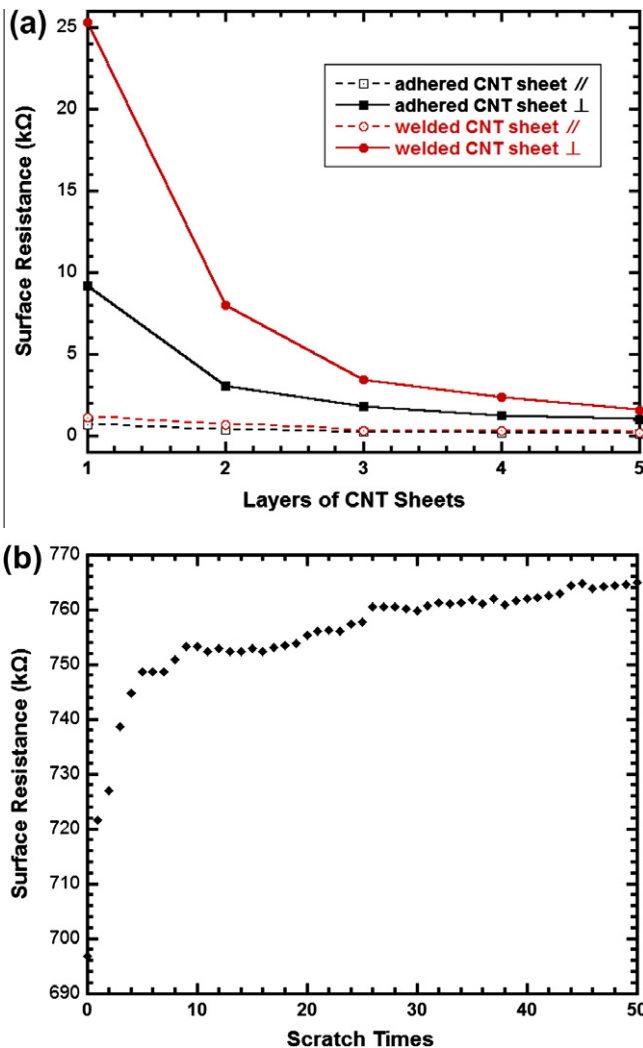 (a)
25
20
15
10
5
0
Surface Resistance (kΩ)
adhered CNT sheet //
adhered CNT sheet ⊥
welded CNT sheet //
welded CNT sheet ⊥
1 2 3 4 5
Layers of CNT Sheets
(b)
770
760
750
740
730
720
710
700
690
Surface Resistance (kΩ)
0 10 20 30 40 50
Scratch Times